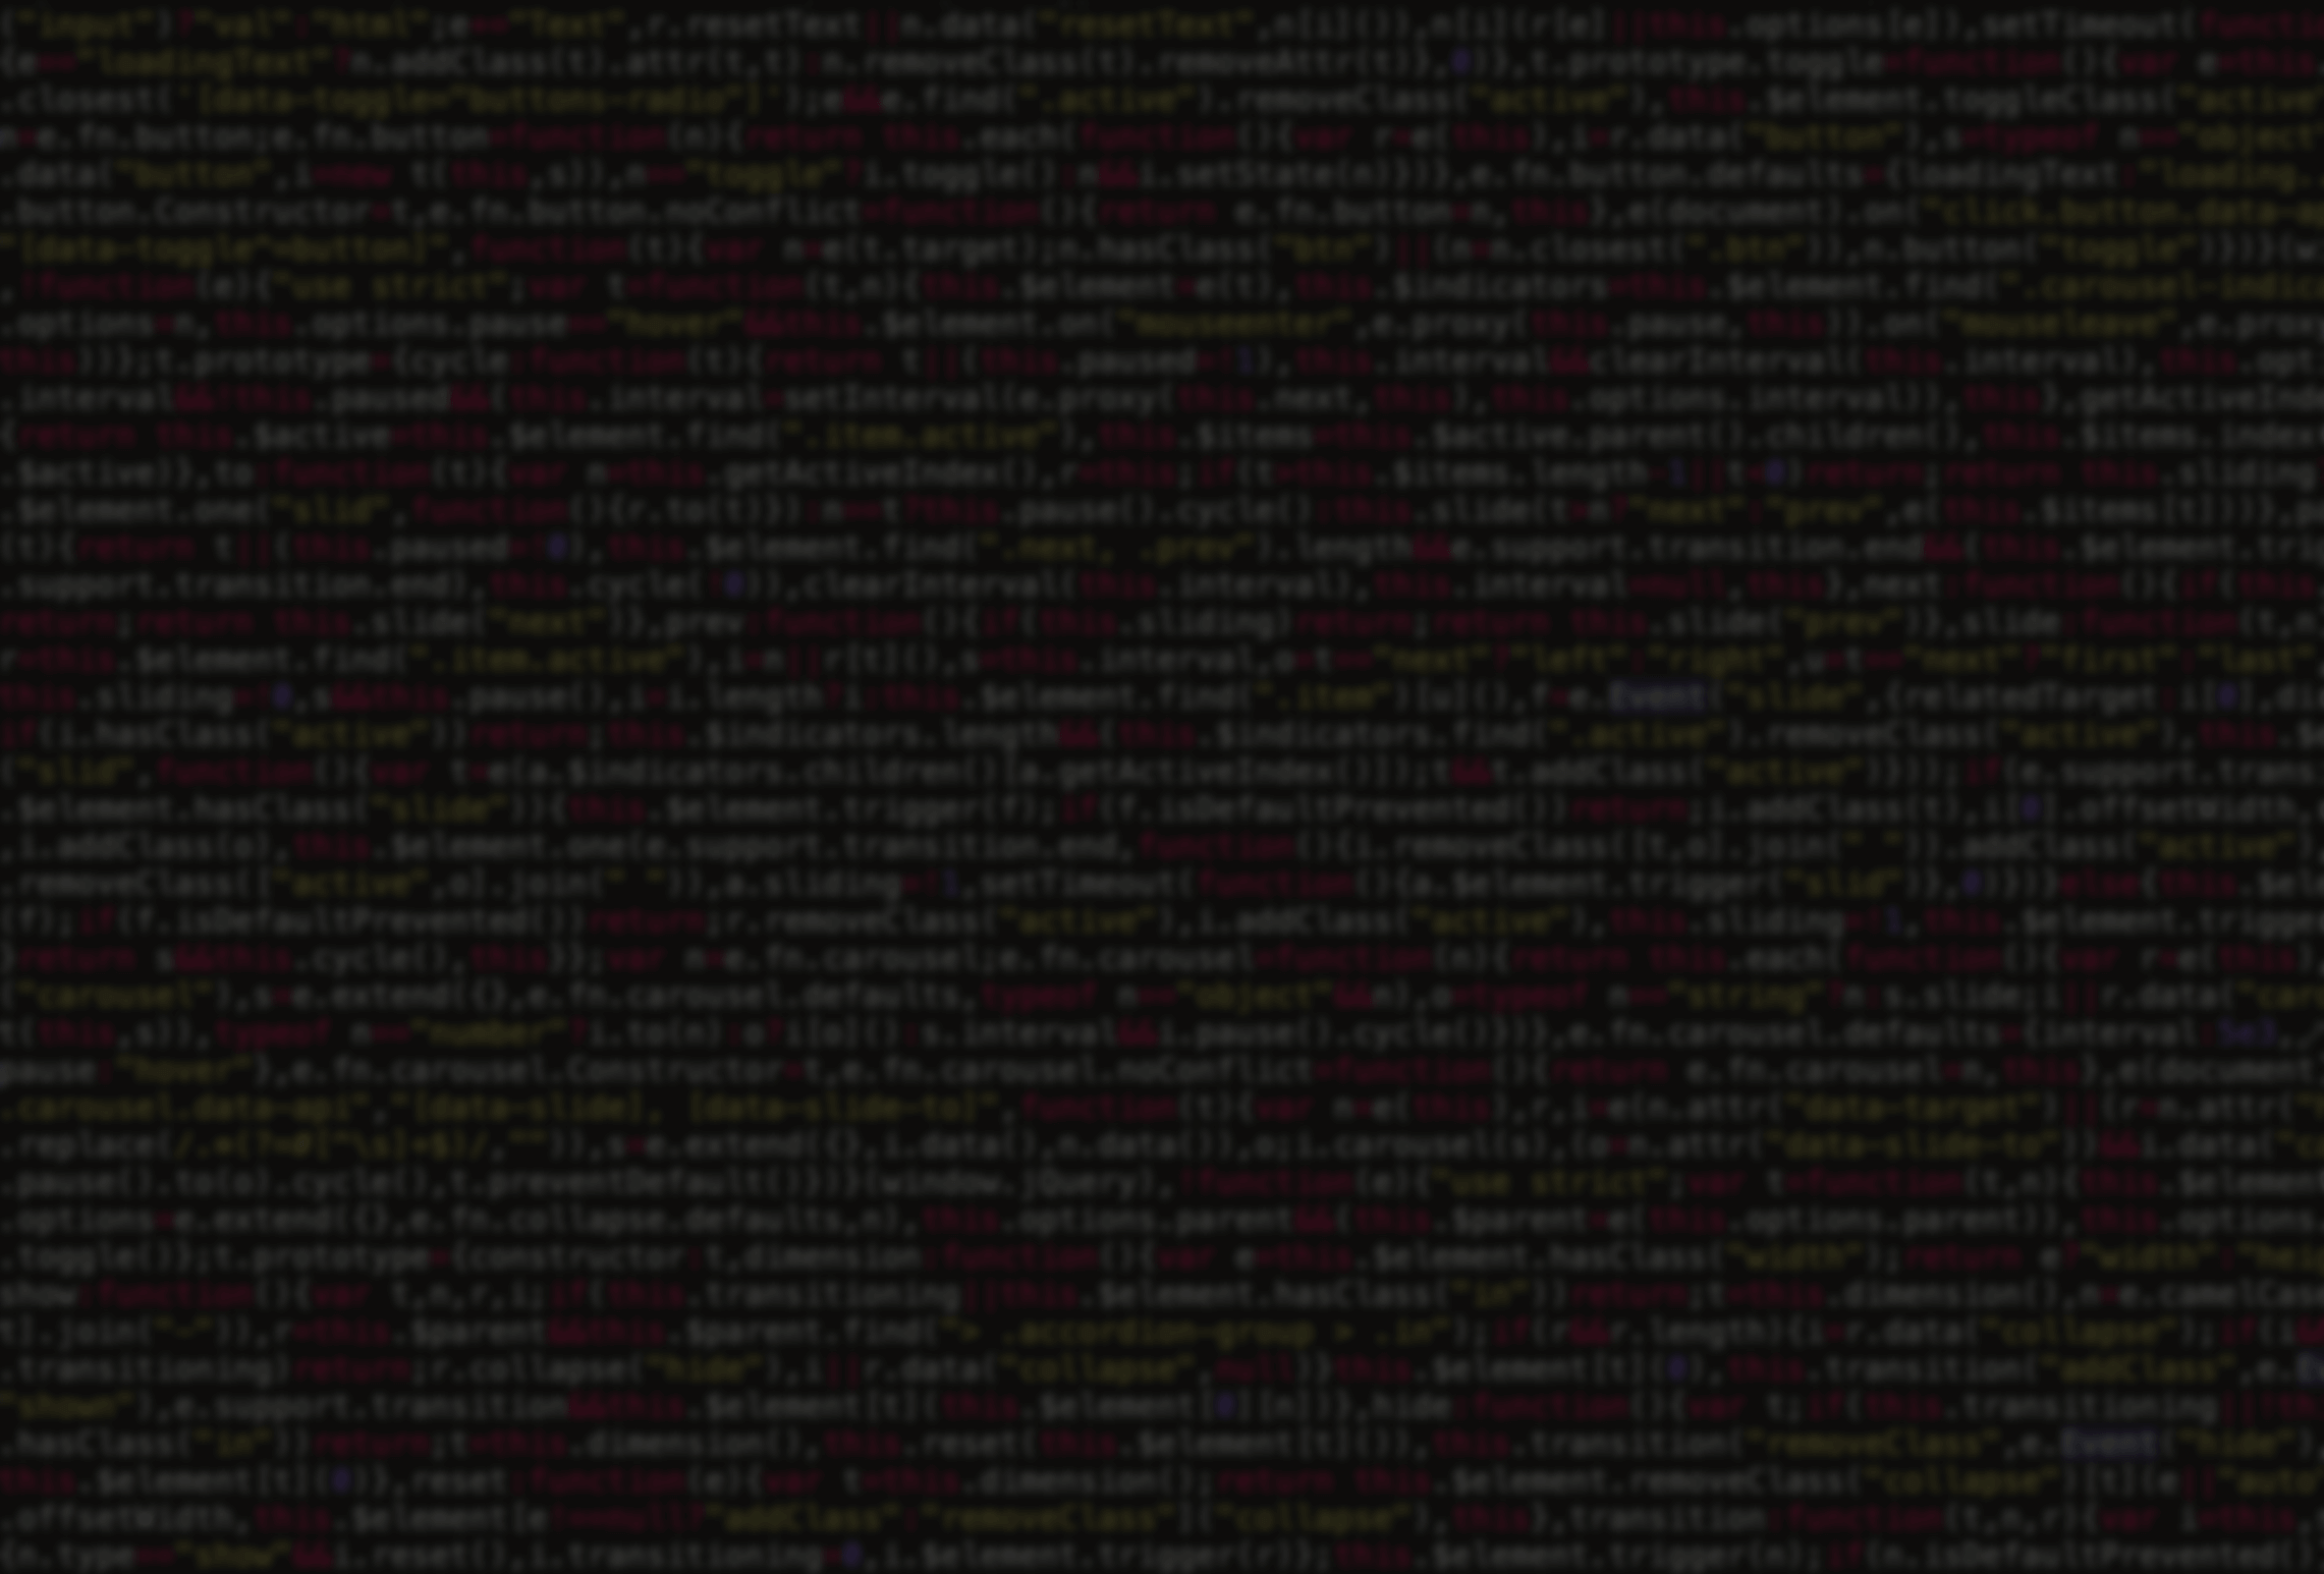 ("input")?"val":"html";e+="Text",r.resetText||n.data("resetText",n[i]()),n[i](r[e]||this.options[e]),setTimeout(functi
(e=="loadingText"?n.addClass(t).attr(t,t):n.removeClass(t).removeAttr(t)},0)},t.prototype.toggle=function(){var e=this.
.closest('[data-toggle="buttons-radio"]');e&&e.find(".active").removeClass("active"),this.$element.toggleClass("active
n=e.fn.button;e.fn.button=function(n){return this.each(function(){var r=e(this),i=r.data("button"),s=typeof n=="object
.data("button",i=new t(this,s)),n=="toggle"?i.toggle():n&&i.setState(n)})},e.fn.button.defaults={loadingText:"loading.
.button.Constructor=t,e.fn.button.noConflict=function(){return e.fn.button=n,this},e(document).on("click.button.data-a
"[data-toggle^=button]",function(t){var n=e(t.target);n.hasClass("btn")||(n=n.closest(".btn")),n.button("toggle")})}(w
,!function(e){"use strict";var t=function(t,n){this.$element=e(t),this.$indicators=this.$element.find(".carousel-indic
.options=n,this.options.pause=="hover"&&this.$element.on("mouseenter",e.proxy(this.pause,this)).on("mouseleave",e.prox
this))};t.prototype={cycle:function(t){return t||(this.paused=!1),this.interval&&clearInterval(this.interval),this.opt
.interval&&!this.paused&&(this.interval=setInterval(e.proxy(this.next,this),this.options.interval)),this},getActiveInd
{return this.$active=this.$element.find(".item.active"),this.$items=this.$active.parent().children(),this.$items.index
.$active)},to:function(t){var n=this.getActiveIndex(),r=this;if(t>this.$items.length-1||t<0)return;return this.sliding
.$element.one("slid",function(){r.to(t)}):n==t?this.pause().cycle():this.slide(t>n?"next":"prev",e(this.$items[t]))},p
(t){return t||(this.paused=!0),this.$element.find(".next, .prev").length&&e.support.transition.end&&(this.$element.tri
.support.transition.end),this.cycle(!0)),clearInterval(this.interval),this.interval=null,this},next:function(){if(this
return;return this.slide("next")},prev:function(){if(this.sliding)return;return this.slide("prev")},slide:function(t,n
r=this.$element.find(".item.active"),i=n||r[t](),s=this.interval,o=t=="next"?"left":"right",u=t=="next"?"first":"last"
this.sliding=!0,s&&this.pause(),i=i.length?i:this.$element.find(".item")[u](),f=e.Event("slide",{relatedTarget:i[0],di
if(i.hasClass("active"))return;this.$indicators.length&&(this.$indicators.find(".active").removeClass("active"),this.$
("slid",function(){var t=e(a.$indicators.children()[a.getActiveIndex()]);t&&t.addClass("active")}));if(e.support.trans
.$element.hasClass("slide")){this.$element.trigger(f);if(f.isDefaultPrevented())return;i.addClass(t),i[0].offsetWidth,
,i.addClass(o),this.$element.one(e.support.transition.end,function(){i.removeClass([t,o].join(" ")).addClass("active")
.removeClass(["active",o].join(" ")),a.sliding=!1,setTimeout(function(){a.$element.trigger("slid")},0)})}else{this.$el
(f);if(f.isDefaultPrevented())return;r.removeClass("active"),i.addClass("active"),this.sliding=!1,this.$element.trigge
}return s&&this.cycle(),this}};var n=e.fn.carousel;e.fn.carousel=function(n){return this.each(function(){var r=e(this)
("carousel"),s=e.extend({},e.fn.carousel.defaults,typeof n=="object"&&n),o=typeof n=="string"?n:s.slide;i||r.data("car
t(this,s)),typeof n=="number"?i.to(n):o?i[o]():s.interval&&i.pause().cycle()})},e.fn.carousel.defaults={interval:5e3,
pause:"hover"},e.fn.carousel.Constructor=t,e.fn.carousel.noConflict=function(){return e.fn.carousel=n,this},e(document
.carousel.data-api","[data-slide], [data-slide-to]",function(t){var n=e(this),r,i=e(n.attr("data-target")||(r=n.attr("
.replace(/.*(?=#[^\s]+$)/,"")),s=e.extend({},i.data(),n.data()),o;i.carousel(s),(o=n.attr("data-slide-to"))&&i.data("c
.pause().to(o).cycle(),t.preventDefault()})}(window.jQuery),!function(e){"use strict";var t=function(t,n){this.$elemen
.options=e.extend({},e.fn.collapse.defaults,n),this.options.parent&&(this.$parent=e(this.options.parent)),this.options
.toggle()};t.prototype={constructor:t,dimension:function(){var e=this.$element.hasClass("width");return e?"width":"hei
show:function(){var t,n,r,i;if(this.transitioning||this.$element.hasClass("in"))return;t=this.dimension(),n=e.camelCas
t].join("-")),r=this.$parent&&this.$parent.find("> .accordion-group > .in");if(r&&r.length){i=r.data("collapse");if(i&
.transitioning)return;r.collapse("hide"),i||r.data("collapse",null)}this.$element[t](0),this.transition("addClass",e.
"shown"),e.support.transition&&this.$element[t](this.$element[0][n])},hide:function(){var t;if(this.transitioning||!th
.hasClass("in"))return;t=this.dimension(),this.reset(this.$element[t]()),this.transition("removeClass",e.Event("hide")
this.$element[t](0)},reset:function(e){var t=this.dimension();return this.$element.removeClass("collapse")[t](e||"auto
.offsetWidth,this.$element[e!==null?"addClass":"removeClass"]("collapse"),this},transition:function(t,n,r){var i=this,
(n.type=="show"&&i.reset(),i.transitioning=0,i.$element.trigger(r)};this.$element.trigger(n);if(n.isDefaultPrevented()